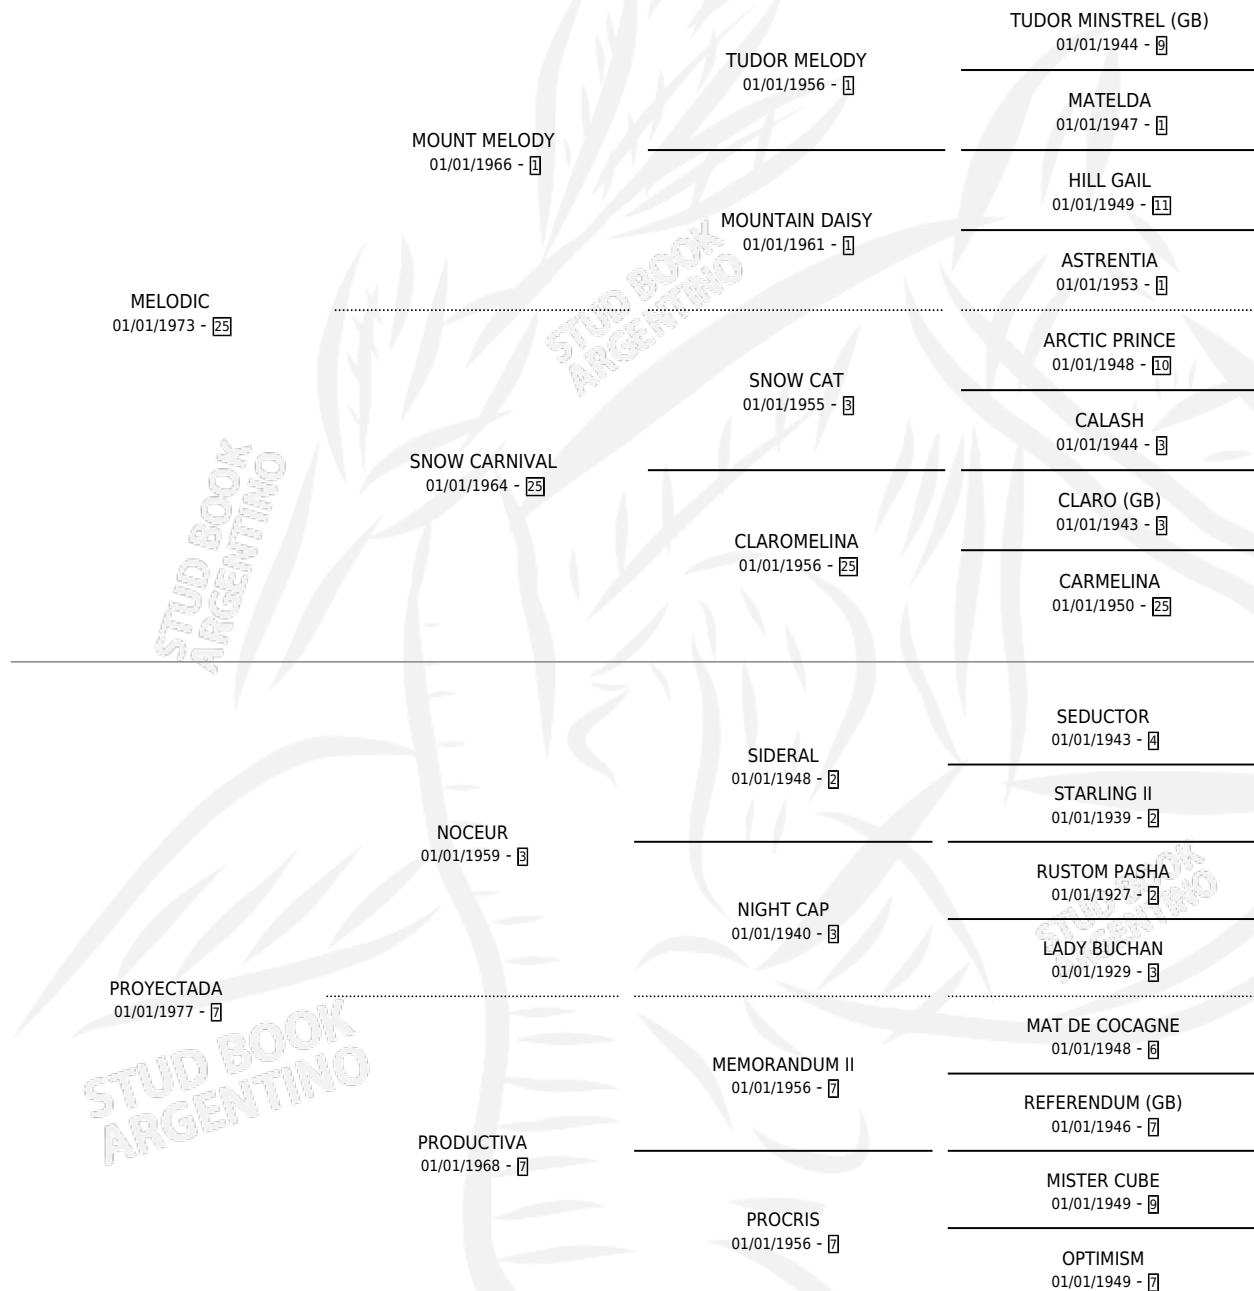 TUDOR MINSTREL (GB)
01/01/1944 - 9
TUDOR MELODY
01/01/1956 - 1
MATELDA
01/01/1947 - 1
MOUNT MELODY
01/01/1966 - 1
HILL GAIL
01/01/1949 - 11
MOUNTAIN DAISY
01/01/1961 - 1
ASTRENTIA
01/01/1953 - 1
MELODIC
01/01/1973 - 25
ARCTIC PRINCE
01/01/1948 - 10
SNOW CAT
01/01/1955 - 3
CALASH
01/01/1944 - 3
SNOW CARNIVAL
01/01/1964 - 25
CLARO (GB)
01/01/1943 - 3
CLAROMELINA
01/01/1956 - 25
CARMELINA
01/01/1950 - 25
SEDUCTOR
01/01/1943 - 4
SIDERAL
01/01/1948 - 2
STARLING II
01/01/1939 - 2
NOCEUR
01/01/1959 - 3
RUSTOM PASHA
01/01/1927 - 2
NIGHT CAP
01/01/1940 - 3
LADY BUCHAN
01/01/1929 - 3
PROYECTADA
01/01/1977 - 7
MAT DE COCAGNE
01/01/1948 - 6
MEMORANDUM II
01/01/1956 - 7
REFERENDUM (GB)
01/01/1946 - 7
PRODUCTIVA
01/01/1968 - 7
MISTER CUBE
01/01/1949 - 9
PROCRIS
01/01/1956 - 7
OPTIMISM
01/01/1949 - 7
STUD BOOK
ARGENTINO
STUD BOOK
ARGENTINO
STUD BOOK
ARGENTINO
STUD BOOK
ARGENTINO